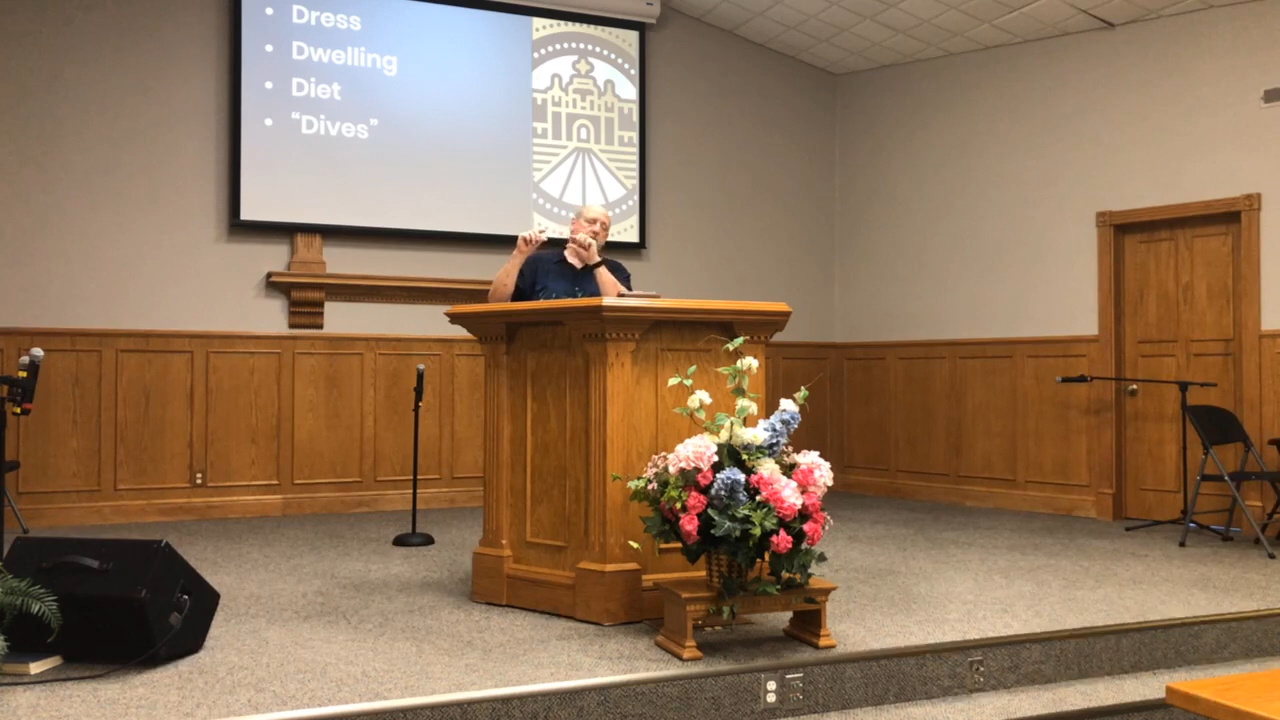 • Dress
• Dwelling
• Diet
• “Dives”